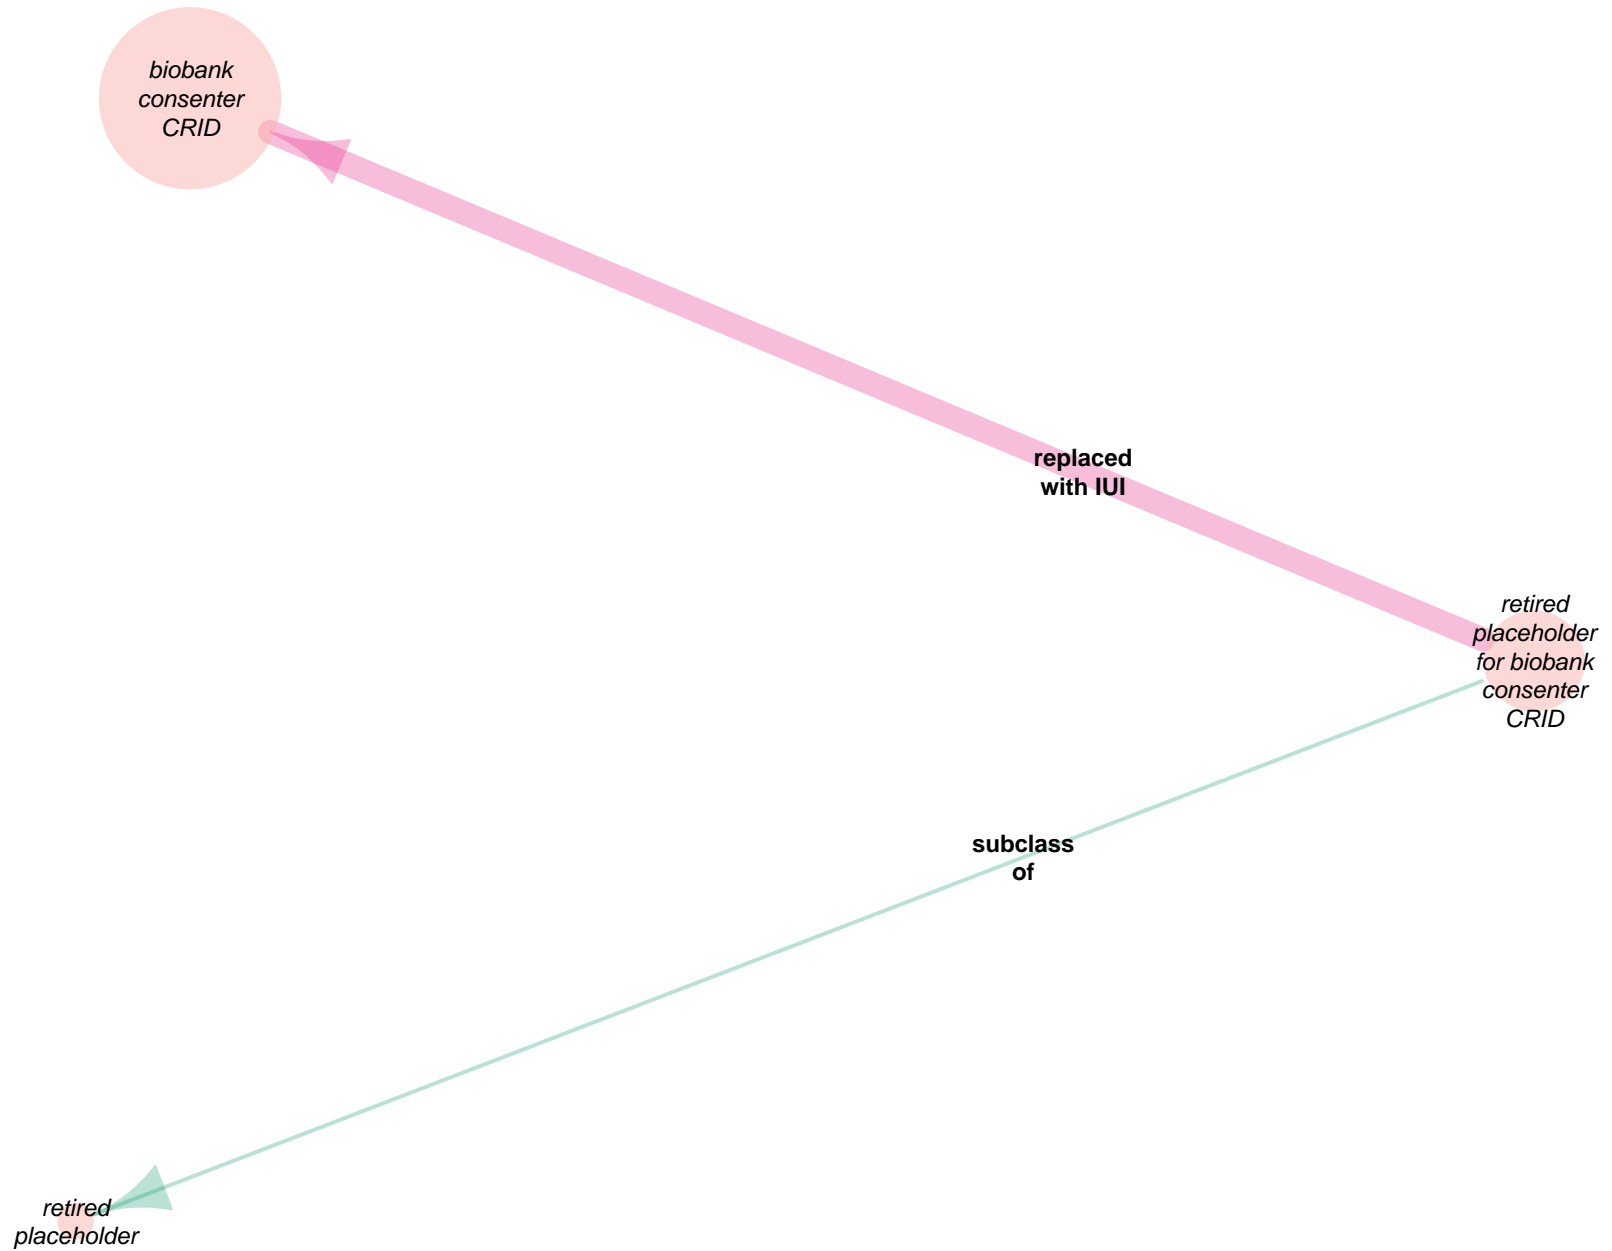 biobank
consenter
CRID
replaced
with IUI
retired
placeholder
for biobank
consenter
CRID
subclass
of
retired
placeholder